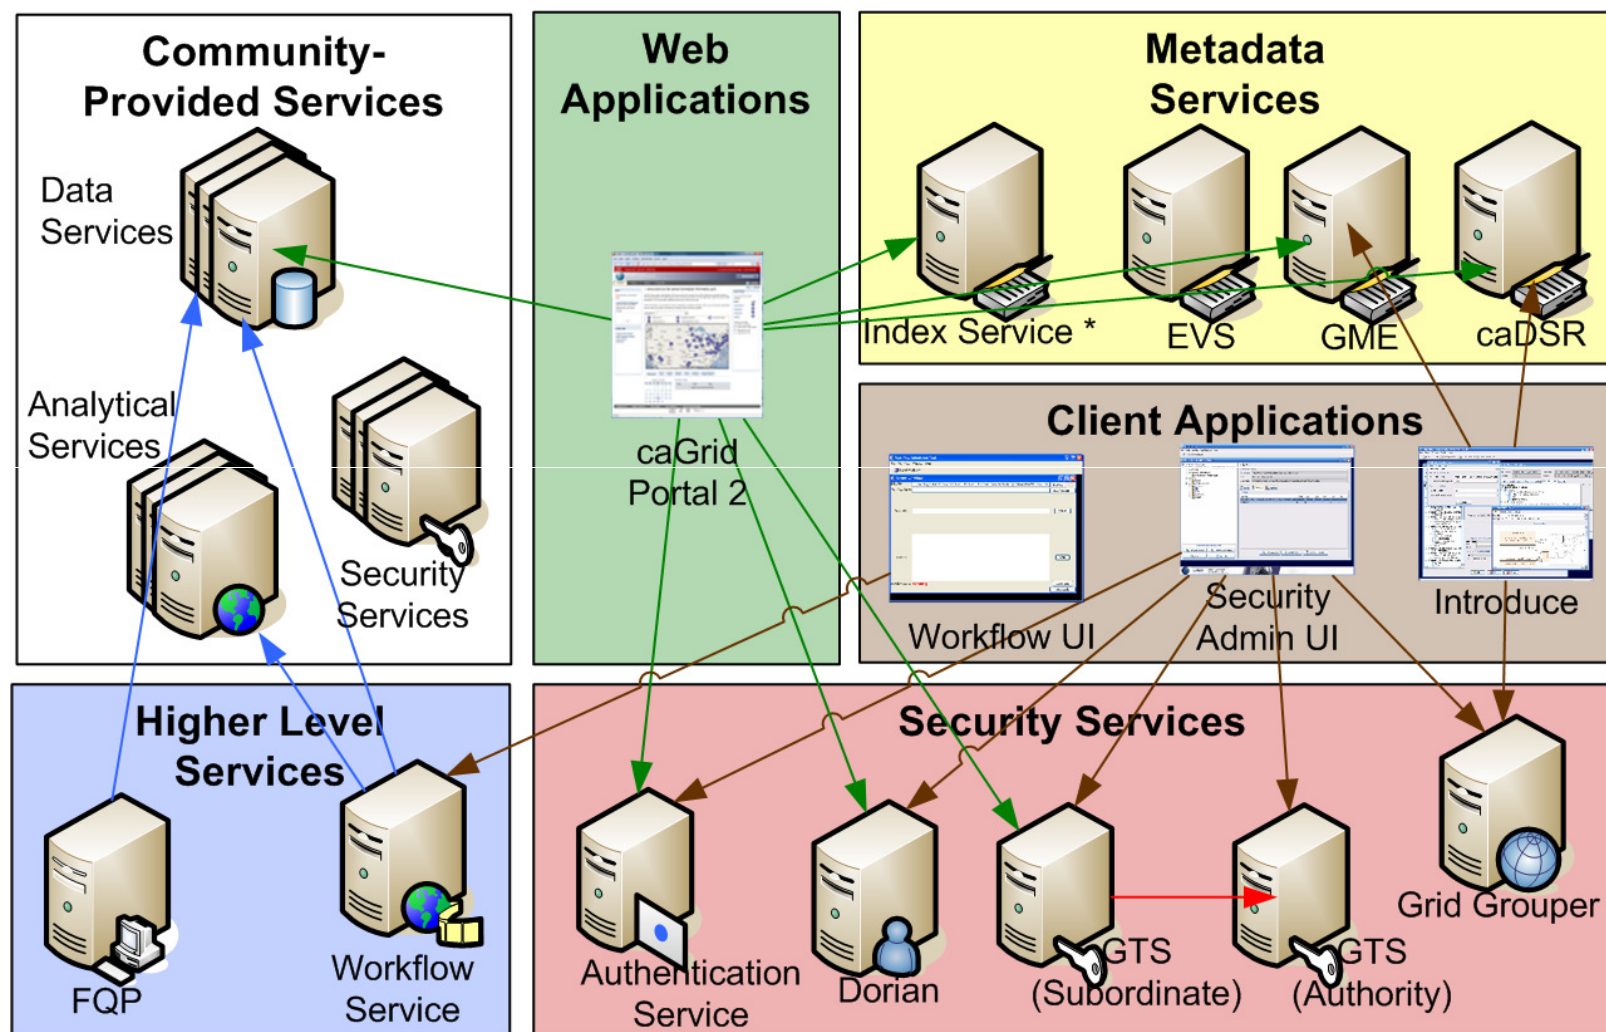 Community-
Provided Services
Data
Services
Analytical
Services
Security
Services
Web
Applications
caGrid
Portal 2
Metadata
Services
Index Service *
EVS
GME
caDSR
Client Applications
Workflow UI
Security
Admin UI
Introduce
Higher Level
Services
FQP
Workflow
Service
Security Services
Authentication
Service
Dorian
GTS
(Subordinate)
GTS
(Authority)
Grid Grouper